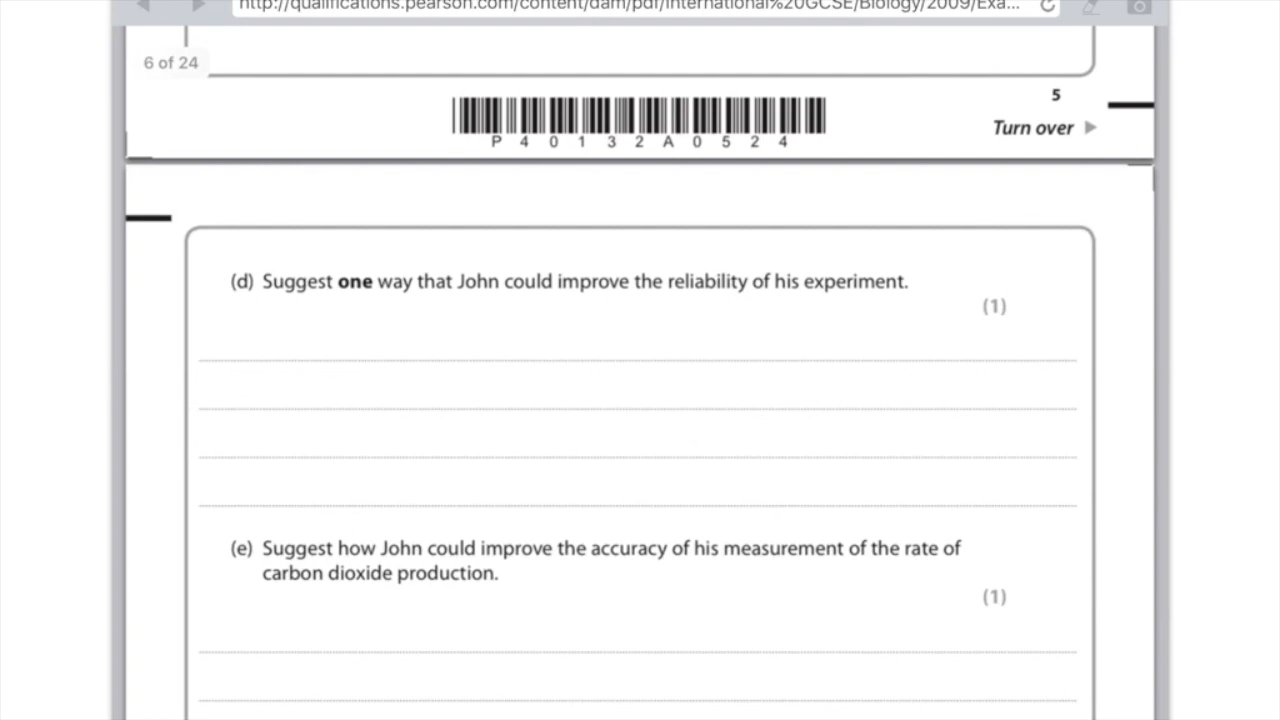 http://qualifications.pearson.com/content/dam/pdf/International%20GCSE/Biology/2009/Exa...
6 of 24
5
Turn over
P 4 0 1 3 2 A 0 5 2 4
(d) Suggest one way that John could improve the reliability of his experiment.
(1)
(e) Suggest how John could improve the accuracy of his measurement of the rate of
carbon dioxide production.
(1)